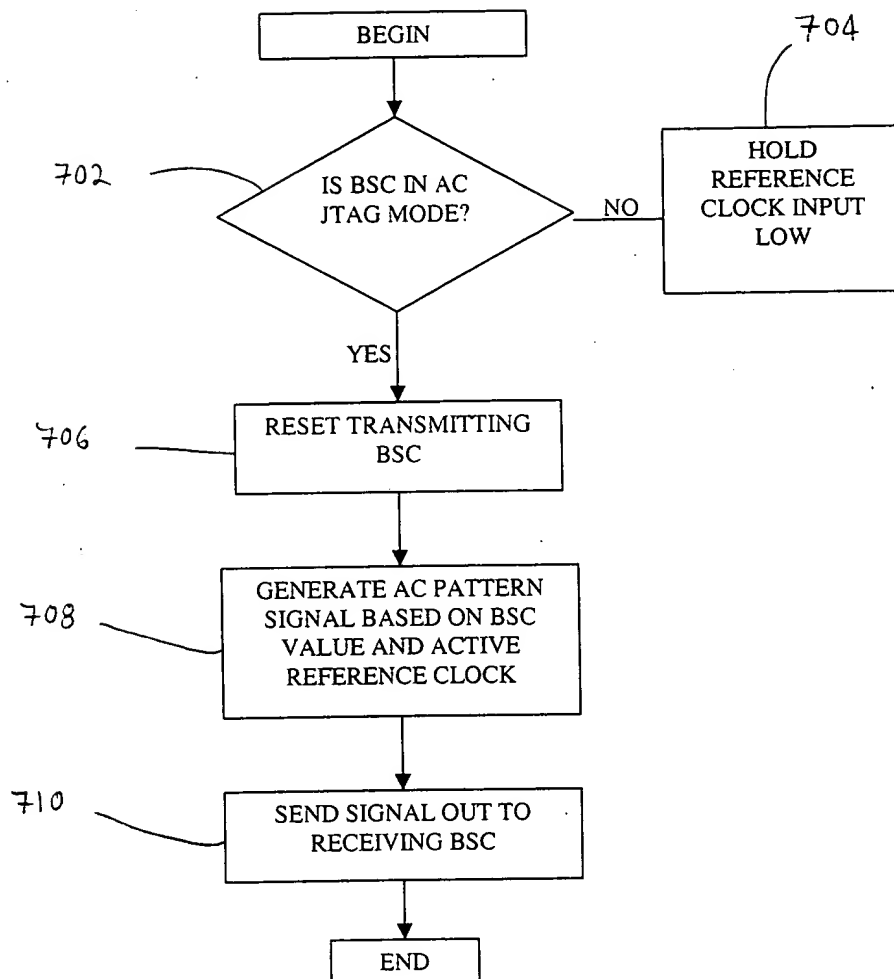 BEGIN
704
702
IS BSC IN AC
JTAG MODE?
NO
HOLD
REFERENCE
CLOCK INPUT
LOW
YES
706
RESET TRANSMITTING
BSC
708
GENERATE AC PATTERN
SIGNAL BASED ON BSC
VALUE AND ACTIVE
REFERENCE CLOCK
710
SEND SIGNAL OUT TO
RECEIVING BSC
END